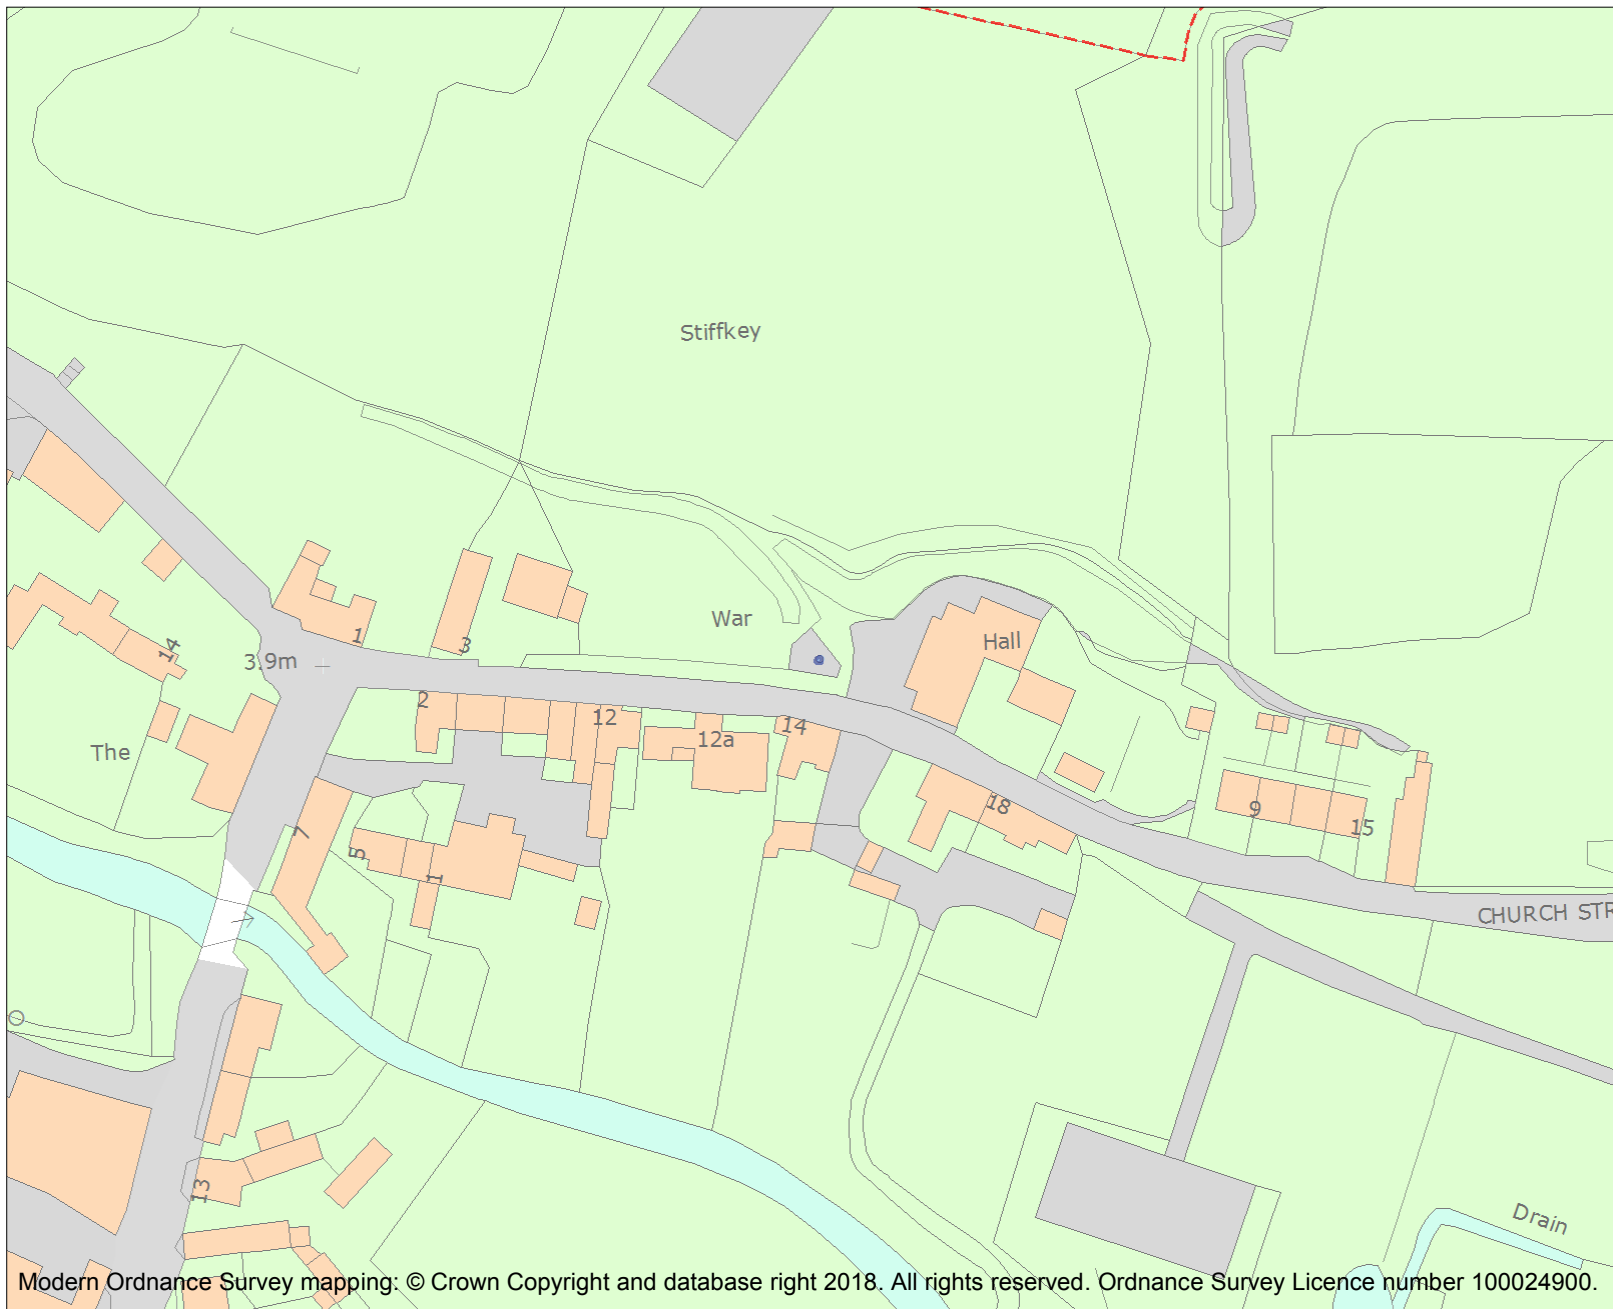 Stiffkey
War
Hall
14
1
3
3.9m
2
12
12a
14
The
18
9
15
7
5
1
CHURCH STR
13
Drain
Modern Ordnance Survey mapping: © Crown Copyright and database right 2018. All rights reserved. Ordnance Survey Licence number 100024900.